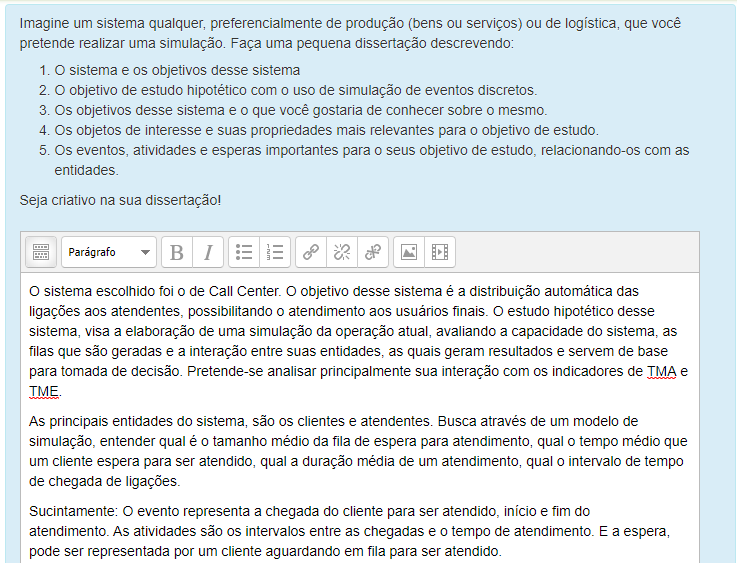 Imagine um sistema qualquer, preferencialmente de produção (bens ou serviços) ou de logística, que você
pretende realizar uma simulação. Faça uma pequena dissertação descrevendo:
1. O sistema e os objetivos desse sistema
2. O objetivo de estudo hipotético com o uso de simulação de eventos discretos.
3. Os objetivos desse sistema e o que você gostaria de conhecer sobre o mesmo.
4. Os objetos de interesse e suas propriedades mais relevantes para o objetivo de estudo.
5. Os eventos, atividades e esperas importantes para o seus objetivo de estudo, relacionando-os com as
entidades.
Seja criativo na sua dissertação!
Parágrafo B I
O sistema escolhido foi o de Call Center. O objetivo desse sistema é a distribuição automática das
ligações aos atendentes, possibilitando o atendimento aos usuários finais. O estudo hipotético desse
sistema, visa a elaboração de uma simulação da operação atual, avaliando a capacidade do sistema, as
filas que são geradas e a interação entre suas entidades, as quais geram resultados e servem de base
para tomada de decisão. Pretende-se analisar principalmente sua interação com os indicadores de TMA e
TME.
As principais entidades do sistema, são os clientes e atendentes. Busca através de um modelo de
simulação, entender qual é o tamanho médio da fila de espera para atendimento, qual o tempo médio que
um cliente espera para ser atendido, qual a duração média de um atendimento, qual o intervalo de tempo
de chegada de ligações.
Sucintamente: O evento representa a chegada do cliente para ser atendido, início e fim do
atendimento. As atividades são os intervalos entre as chegadas e o tempo de atendimento. E a espera,
pode ser representada por um cliente aguardando em fila para ser atendido.